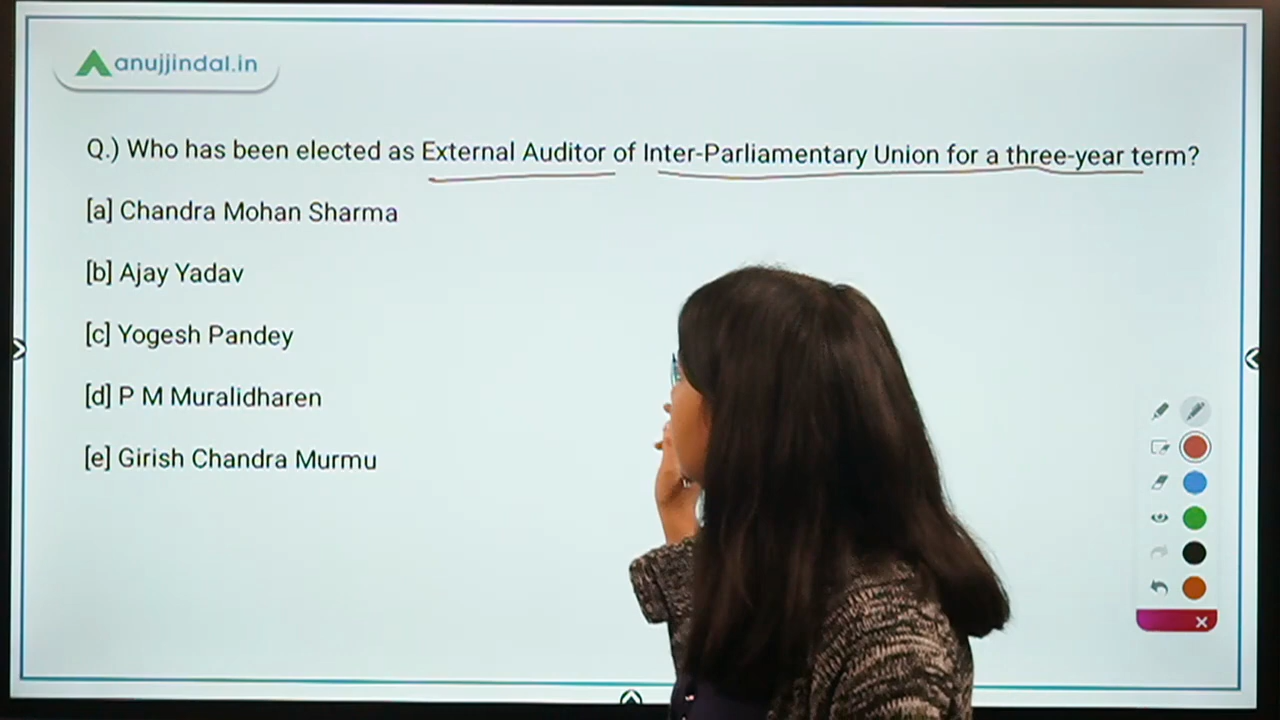 anujjindal.in
Q.) Who has been elected as External Auditor of Inter-Parliamentary Union for a three-year term?
[a] Chandra Mohan Sharma
[b] Ajay Yadav
[c] Yogesh Pandey
[d] P M Muralidharen
[e] Girish Chandra Murmu